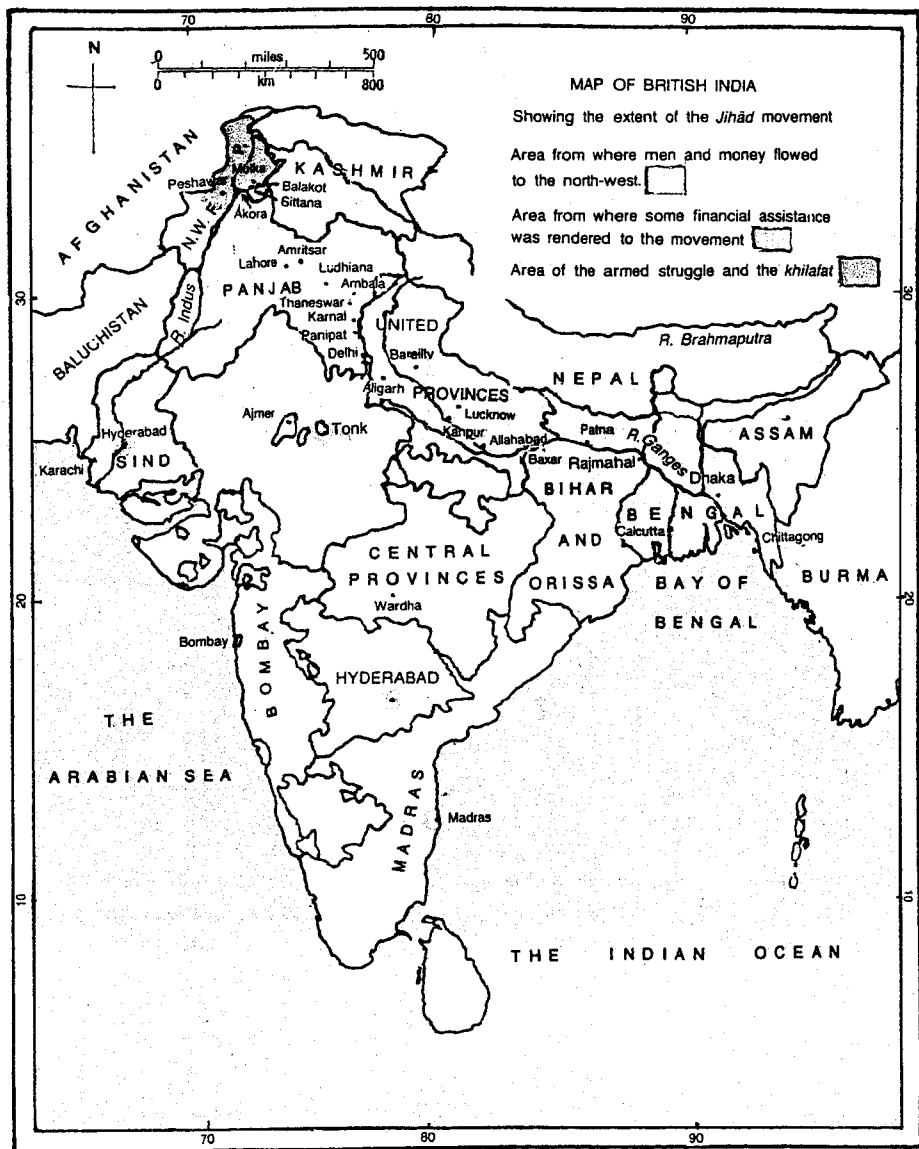 70
80
90
N
0 miles 500
0 km 800
MAP OF BRITISH INDIA
Showing the extent of the Jihād movement
Area from where men and money flowed
to the north-west.
Area from where some financial assistance
was rendered to the movement
Area of the armed struggle and the khilafat
AFGHANISTAN
N.W. F.
P.
Molka
KASHMIR
Peshawar
Balakot
Sittana
Akora
Amritsar
Lahore
Ludhiana
PANJAB
Ambala
Thaneswar
Karnal
Panipat
Delhi
30
30
R. Indus
BALUCHISTAN
UNITED
Bareilly
PROVINCES
Aligarh
Lucknow
Kanpur
Allahabad
NEPAL
R. Brahmaputra
ASSAM
Patna
R. Ganges
Baxar
Rajmahal
Dhaka
Ajmer
Tonk
Hyderabad
Karachi
SIND
BIHAR
AND
ORISSA
BENGAL
Calcutta
Chittagong
CENTRAL
PROVINCES
Wardha
BAY OF
BENGAL
BURMA
20
20
Bombay
BOMBAY
HYDERABAD
THE
ARABIAN SEA
MADRAS
Madras
10
10
THE INDIAN OCEAN
70
80
90